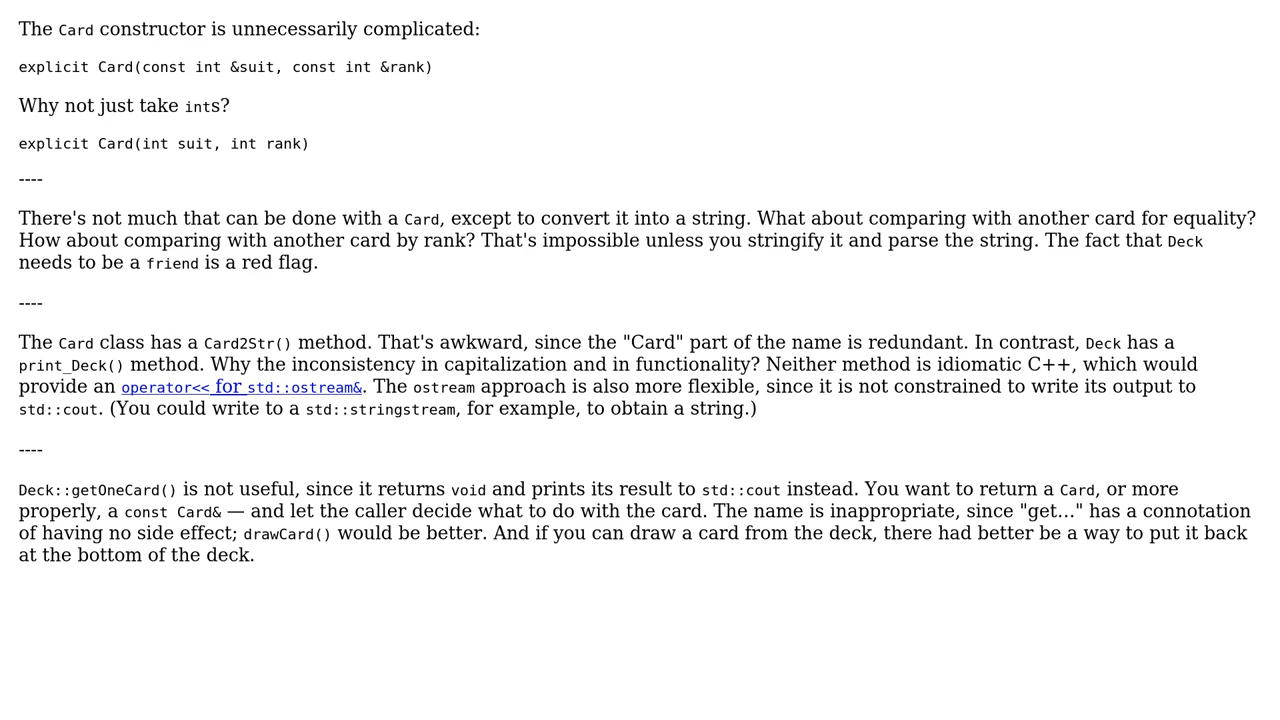 The Card constructor is unnecessarily complicated:
explicit Card(const int &suit, const int &rank)
Why not just take ints?
explicit Card(int suit, int rank)
----
There's not much that can be done with a Card, except to convert it into a string. What about comparing with another card for equality?
How about comparing with another card by rank? That's impossible unless you stringify it and parse the string. The fact that Deck
needs to be a friend is a red flag.
----
The Card class has a Card2Str() method. That's awkward, since the "Card" part of the name is redundant. In contrast, Deck has a
print_Deck() method. Why the inconsistency in capitalization and in functionality? Neither method is idiomatic C++, which would
provide an operator<< for std::ostream&. The ostream approach is also more flexible, since it is not constrained to write its output to
std::cout. (You could write to a std::stringstream, for example, to obtain a string.)
----
Deck::getOneCard() is not useful, since it returns void and prints its result to std::cout instead. You want to return a Card, or more
properly, a const Card& — and let the caller decide what to do with the card. The name is inappropriate, since "get…" has a connotation
of having no side effect; drawCard() would be better. And if you can draw a card from the deck, there had better be a way to put it back
at the bottom of the deck.